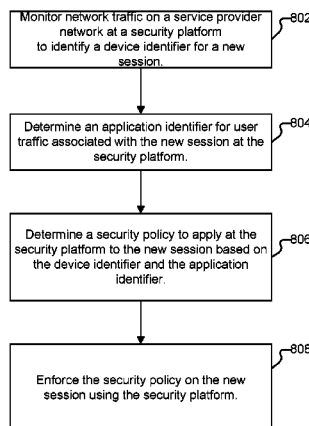 Monitor network traffic on a service provider
network at a security platform
to identify a device identifier for a new
session.
802
Determine an application identifier for user
traffic associated with the new session at the
security platform.
804
Determine a security policy to apply at the
security platform to the new session based on
the device identifier and the application
identifier.
806
Enforce the security policy on the new
session using the security platform.
808